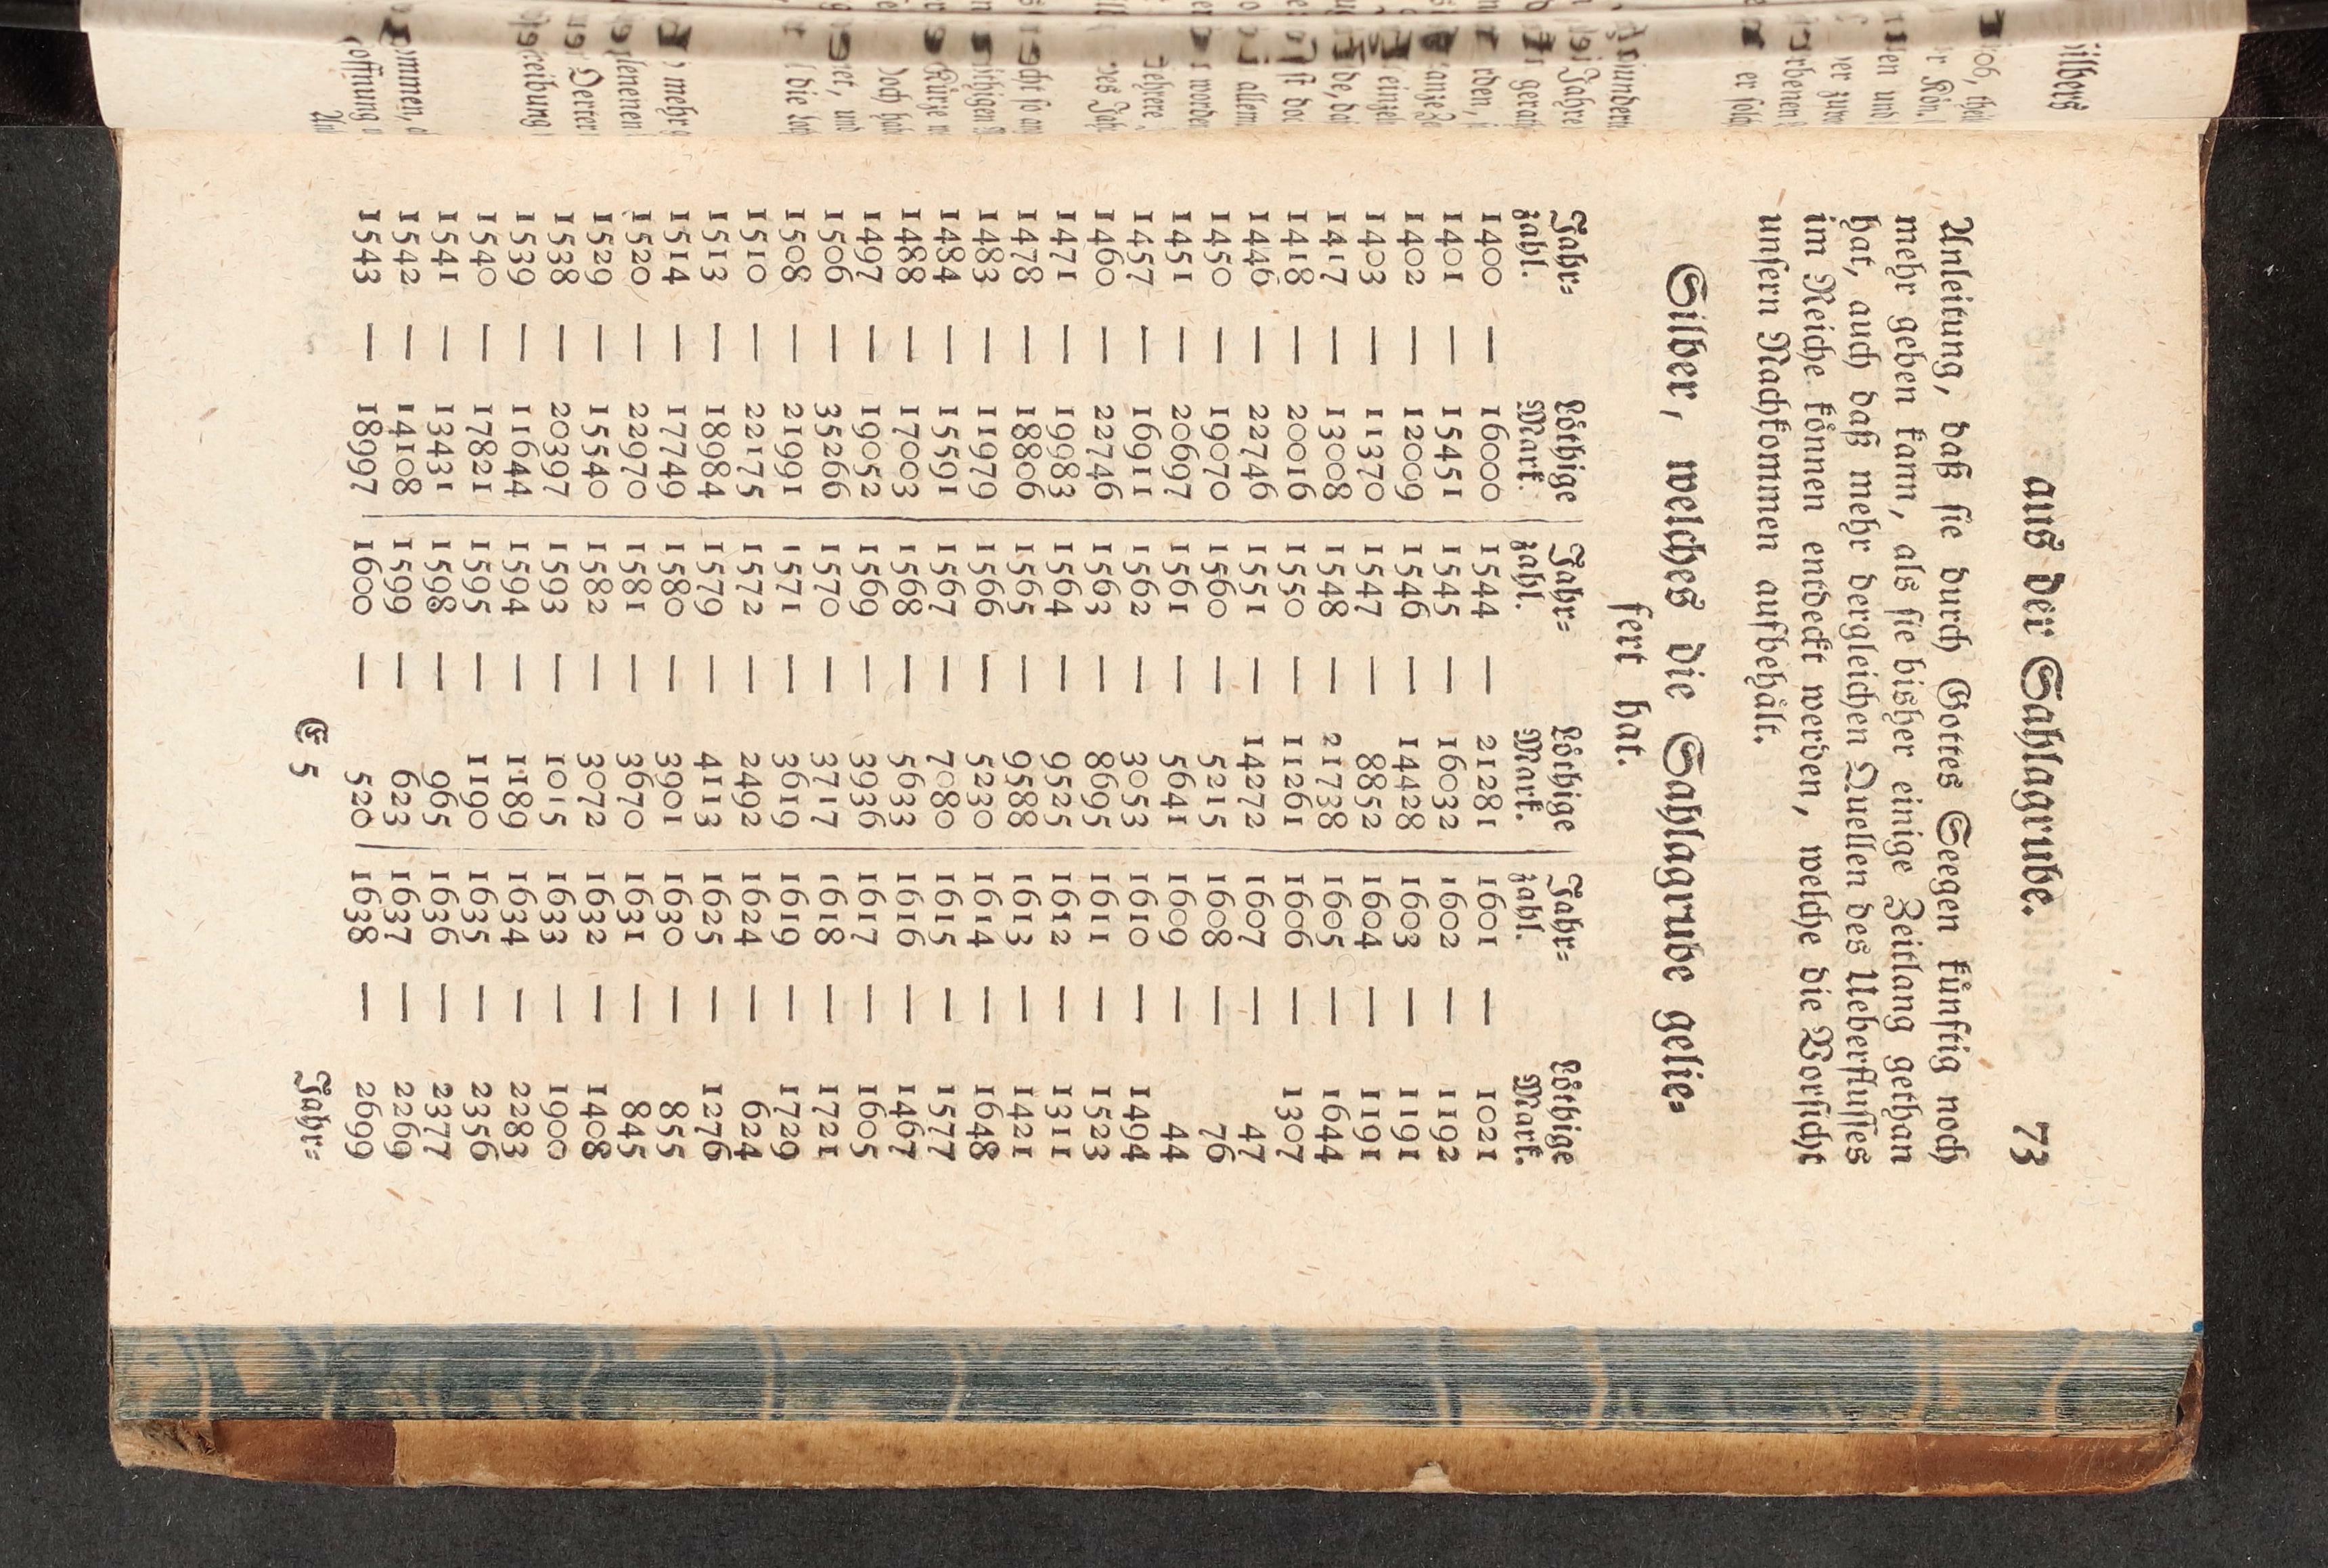 aus der Sahlagrube. 73
Anleitung, daß sie durch Gottes Seegen künftig noch
mehr geben kann, als sie bisher einige Zeitlang gethan
hat, auch daß mehr dergleichen Quellen des Ueberflusses
im Reiche können entdeckt werden, welche die Vorsicht
unsern Nachkommen aufbehält.
Silber, welches die Sahlagrube gelie-
fert hat.
Jahr- Löthige Jahr- Löthige Jahr- Löthige
zahl. Mark. zahl. Mark. zahl. Mark.
1400 — 16000 1544 — 21281 1601 — 1021
1401 — 15451 1545 — 16032 1602 — 1192
1402 — 12009 1546 — 14428 1603 — 1191
1403 — 11370 1547 — 8852 1604 — 1191
1417 — 13008 1548 — 21738 1605 — 1644
1418 — 20016 1550 — 11261 1606 — 1307
1446 — 22746 1551 — 14272 1607 — 47
1450 — 19070 1560 — 5215 1608 — 76
1451 — 20697 1561 — 5641 1609 — 44
1457 — 16911 1562 — 3053 1610 — 1494
1460 — 22746 1563 — 8695 1611 — 1523
1471 — 19983 1564 — 9525 1612 — 1311
1478 — 18806 1565 — 9588 1613 — 1421
1483 — 11979 1566 — 5230 1614 — 1648
1484 — 15591 1567 — 7080 1615 — 1577
1488 — 17003 1568 — 5633 1616 — 1467
1497 — 19052 1569 — 3936 1617 — 1605
1506 — 35266 1570 — 3717 1618 — 1721
1508 — 21991 1571 — 3619 1619 — 1729
1510 — 22175 1572 — 2492 1624 — 624
1513 — 18984 1579 — 4113 1625 — 1276
1514 — 17749 1580 — 3901 1630 — 855
1520 — 22970 1581 — 3670 1631 — 845
1529 — 15540 1582 — 3072 1632 — 1408
1538 — 20397 1593 — 1015 1633 — 1900
1539 — 11644 1594 — 1189 1634 — 2283
1540 — 17821 1595 — 1190 1635 — 2356
1541 — 13431 1598 — 965 1636 — 2377
1542 — 14108 1599 — 623 1637 — 2269
1543 — 18997 1600 — 520 1638 — 2699
E 5 Jahr-